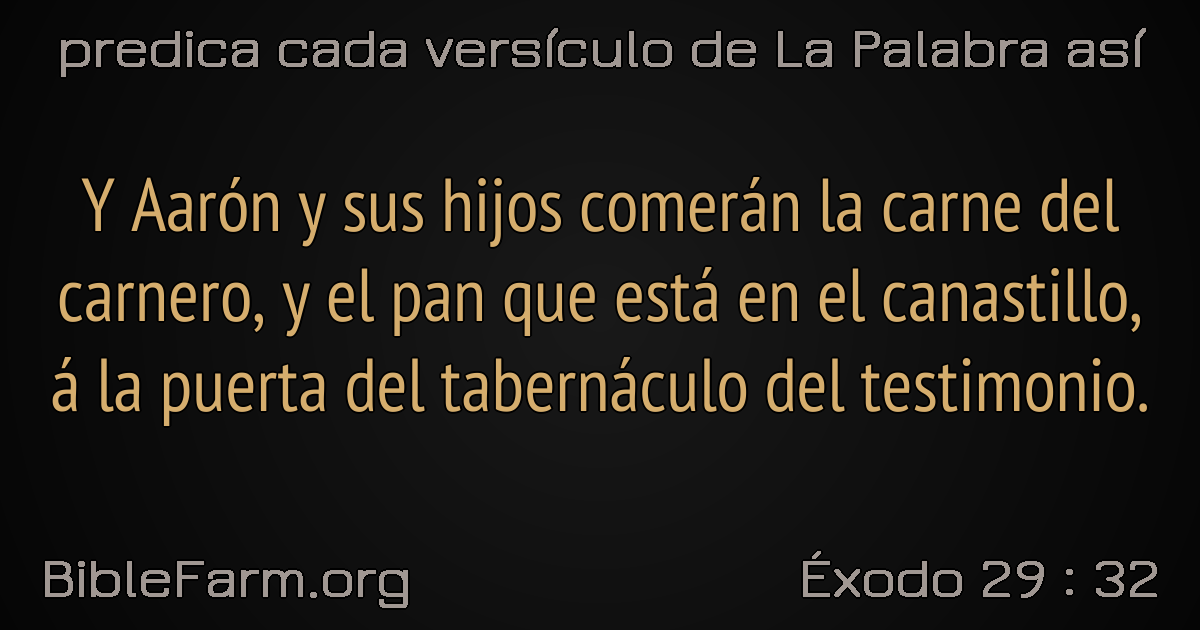 predica cada versículo de La Palabra así
Y Aarón y sus hijos comerán la carne del
carnero, y el pan que está en el canastillo,
á la puerta del tabernáculo del testimonio.
BibleFarm.org
Éxodo 29 : 32